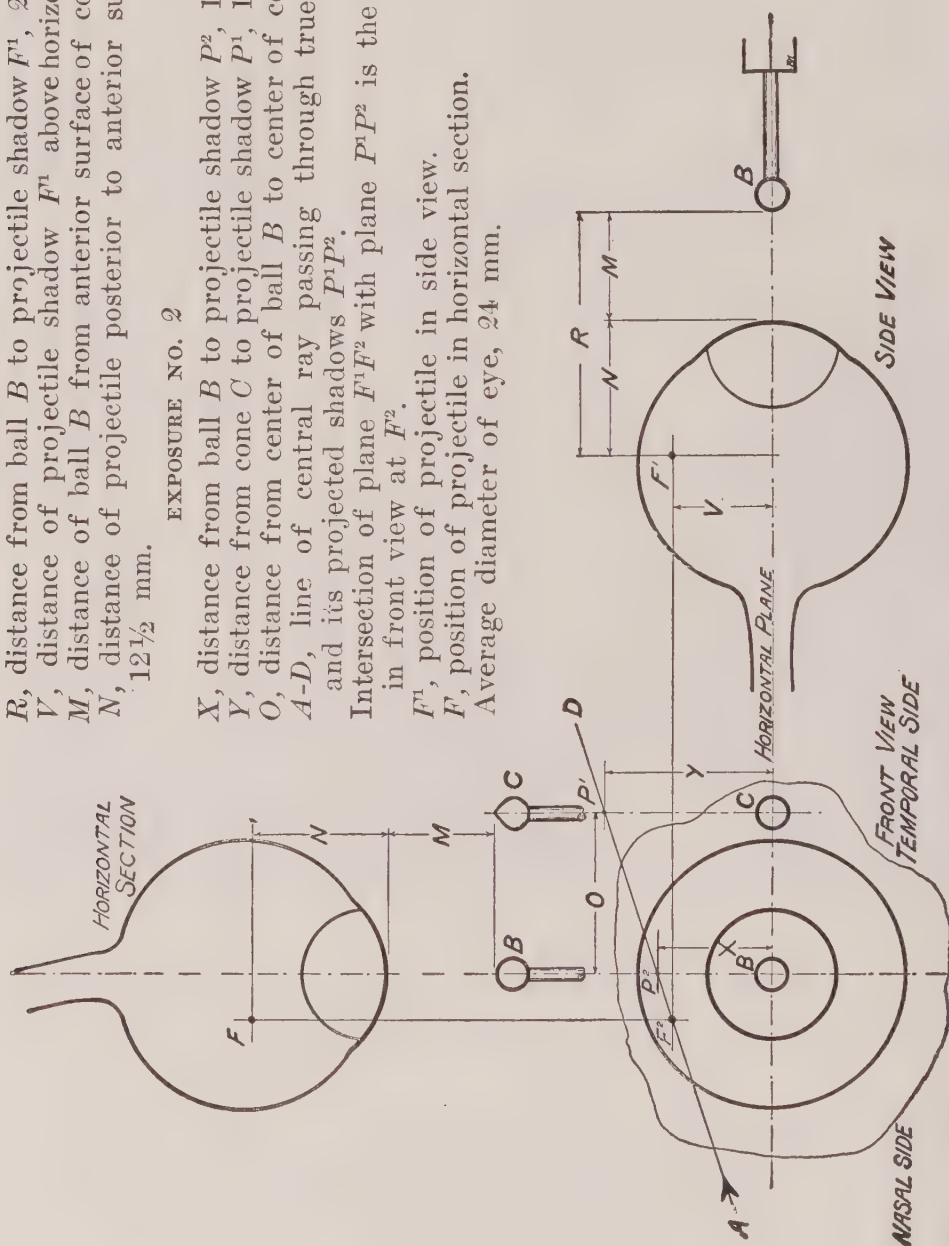 R, distance from ball B to projectile shadow F¹, 2
V, distance of projectile shadow F¹ above horizo
M, distance of ball B from anterior surface of co
N, distance of projectile posterior to anterior su
12½ mm.
EXPOSURE NO. 2
X, distance from ball B to projectile shadow P², 1
Y, distance from cone C to projectile shadow P¹, 1
O, distance from center of ball B to center of co
A-D, line of central ray passing through true
and its projected shadows P¹P².
Intersection of plane F¹F² with plane P¹P² is the
in front view at F².
F¹, position of projectile in side view.
F, position of projectile in horizontal section.
Average diameter of eye, 24 mm.
HORIZONTAL
SECTION
F
N
M
B
C
O
P'
D
Y
P²
F²
X
B
C
A
NASAL SIDE
FRONT VIEW
TEMPORAL SIDE
HORIZONTAL PLANE
R
N
M
F'
V
B
SIDE VIEW